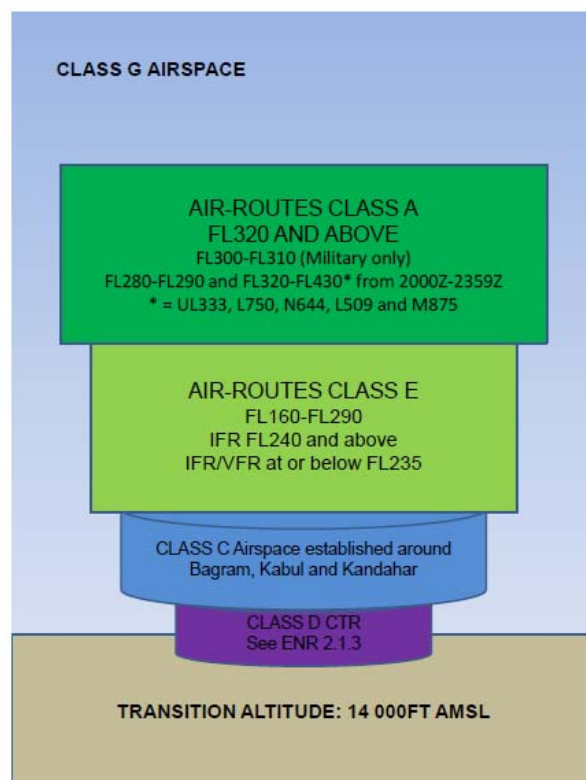 CLASS G AIRSPACE
AIR-ROUTES CLASS A
FL320 AND ABOVE
FL300-FL310 (Military only)
FL280-FL290 and FL320-FL430* from 2000Z-2359Z
* = UL333, L750, N644, L509 and M875
AIR-ROUTES CLASS E
FL160-FL290
IFR FL240 and above
IFR/VFR at or below FL235
CLASS C Airspace established around
Bagram, Kabul and Kandahar
CLASS D CTR
See ENR 2.1.3
TRANSITION ALTITUDE: 14 000FT AMSL